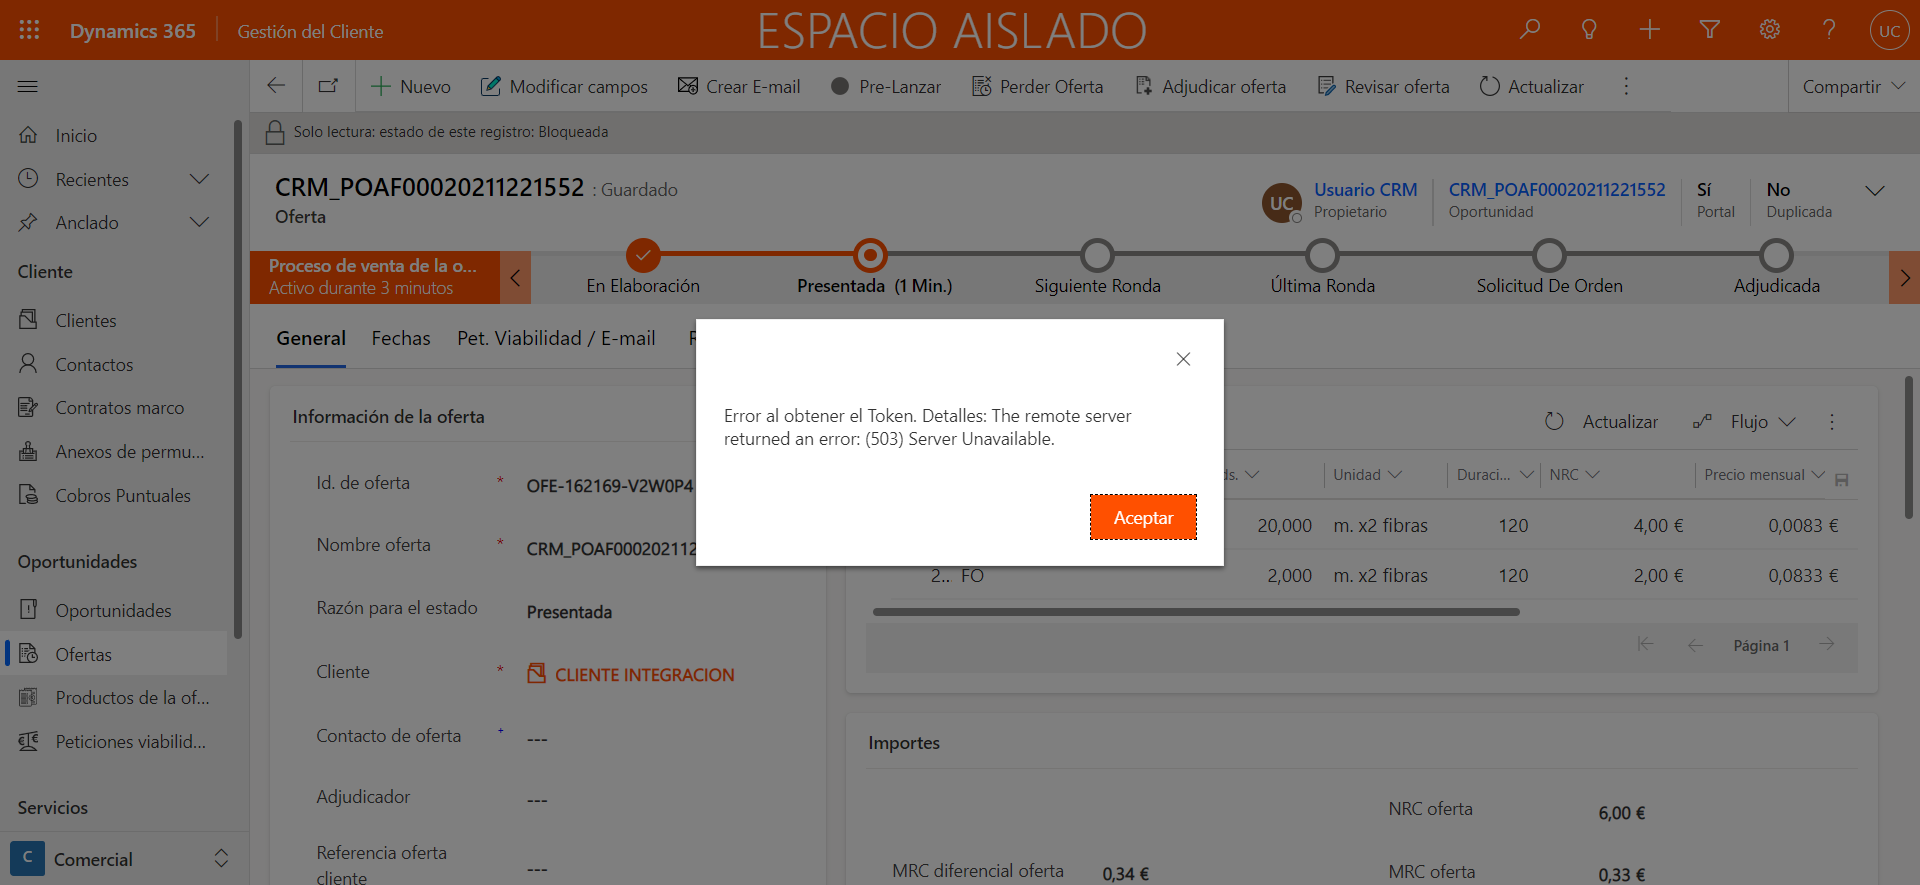 Dynamics 365
Gestión del Cliente
ESPACIO AISLADO
UC
Nuevo
Modificar campos
Crear E-mail
Pre-Lanzar
Perder Oferta
Adjudicar oferta
Revisar oferta
Actualizar
Compartir
Solo lectura: estado de este registro: Bloqueada
Inicio
Recientes
Anclado
Cliente
Clientes
Contactos
Contratos marco
Anexos de permu...
Cobros Puntuales
Oportunidades
Oportunidades
Ofertas
Productos de la of...
Peticiones viabilid...
Servicios
C
Comercial
CRM_POAF00020211221552 : Guardado
Oferta
UC
Usuario CRM
Propietario
CRM_POAF00020211221552
Oportunidad
Sí
Portal
No
Duplicada
Proceso de venta de la o...
Activo durante 3 minutos
En Elaboración
Presentada (1 Min.)
Siguiente Ronda
Última Ronda
Solicitud De Orden
Adjudicada
General
Fechas
Pet. Viabilidad / E-mail
Error al obtener el Token. Detalles: The remote server
returned an error: (503) Server Unavailable.
Aceptar
Información de la oferta
Id. de oferta *
OFE-162169-V2W0P4
Nombre oferta *
CRM_POAF000202112
Razón para el estado
Presentada
Cliente *
CLIENTE INTEGRACION
Contacto de oferta +
---
Adjudicador
---
Referencia oferta
cliente
---
Actualizar
Flujo
ds.
Unidad
Duraci...
NRC
Precio mensual
20,000 m. x2 fibras 120 4,00 € 0,0083 €
2.. FO 2,000 m. x2 fibras 120 2,00 € 0,0833 €
Página 1
Importes
NRC oferta
6,00 €
MRC diferencial oferta
0,34 €
MRC oferta
0,33 €